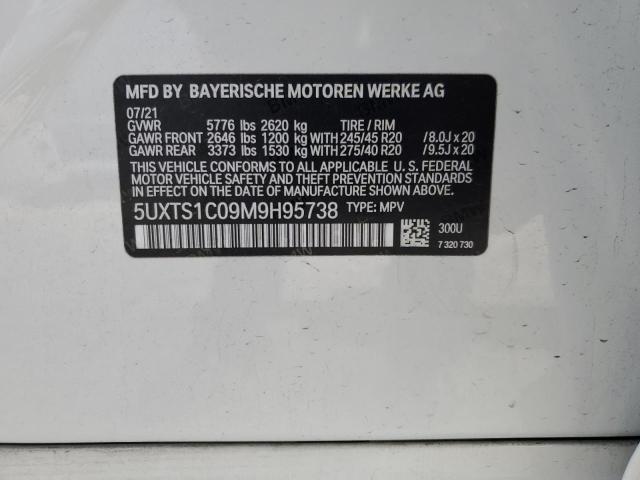 MFD BY BAYERISCHE MOTOREN WERKE AG
07/21
GVWR 5776 lbs 2620 kg TIRE / RIM
GAWR FRONT 2646 lbs 1200 kg WITH 245/45 R20 /8.0J x 20
GAWR REAR 3373 lbs 1530 kg WITH 275/40 R20 /9.5J x 20
THIS VEHICLE CONFORMS TO ALL APPLICABLE U. S. FEDERAL
MOTOR VEHICLE SAFETY, BUMPER, AND THEFT PREVENTION
STANDARDS IN EFFECT ON THE DATE OF MANUFACTURE SHOWN ABOVE.
5UXTS1C09M9H95738 TYPE: MPV
300U
7 320 730